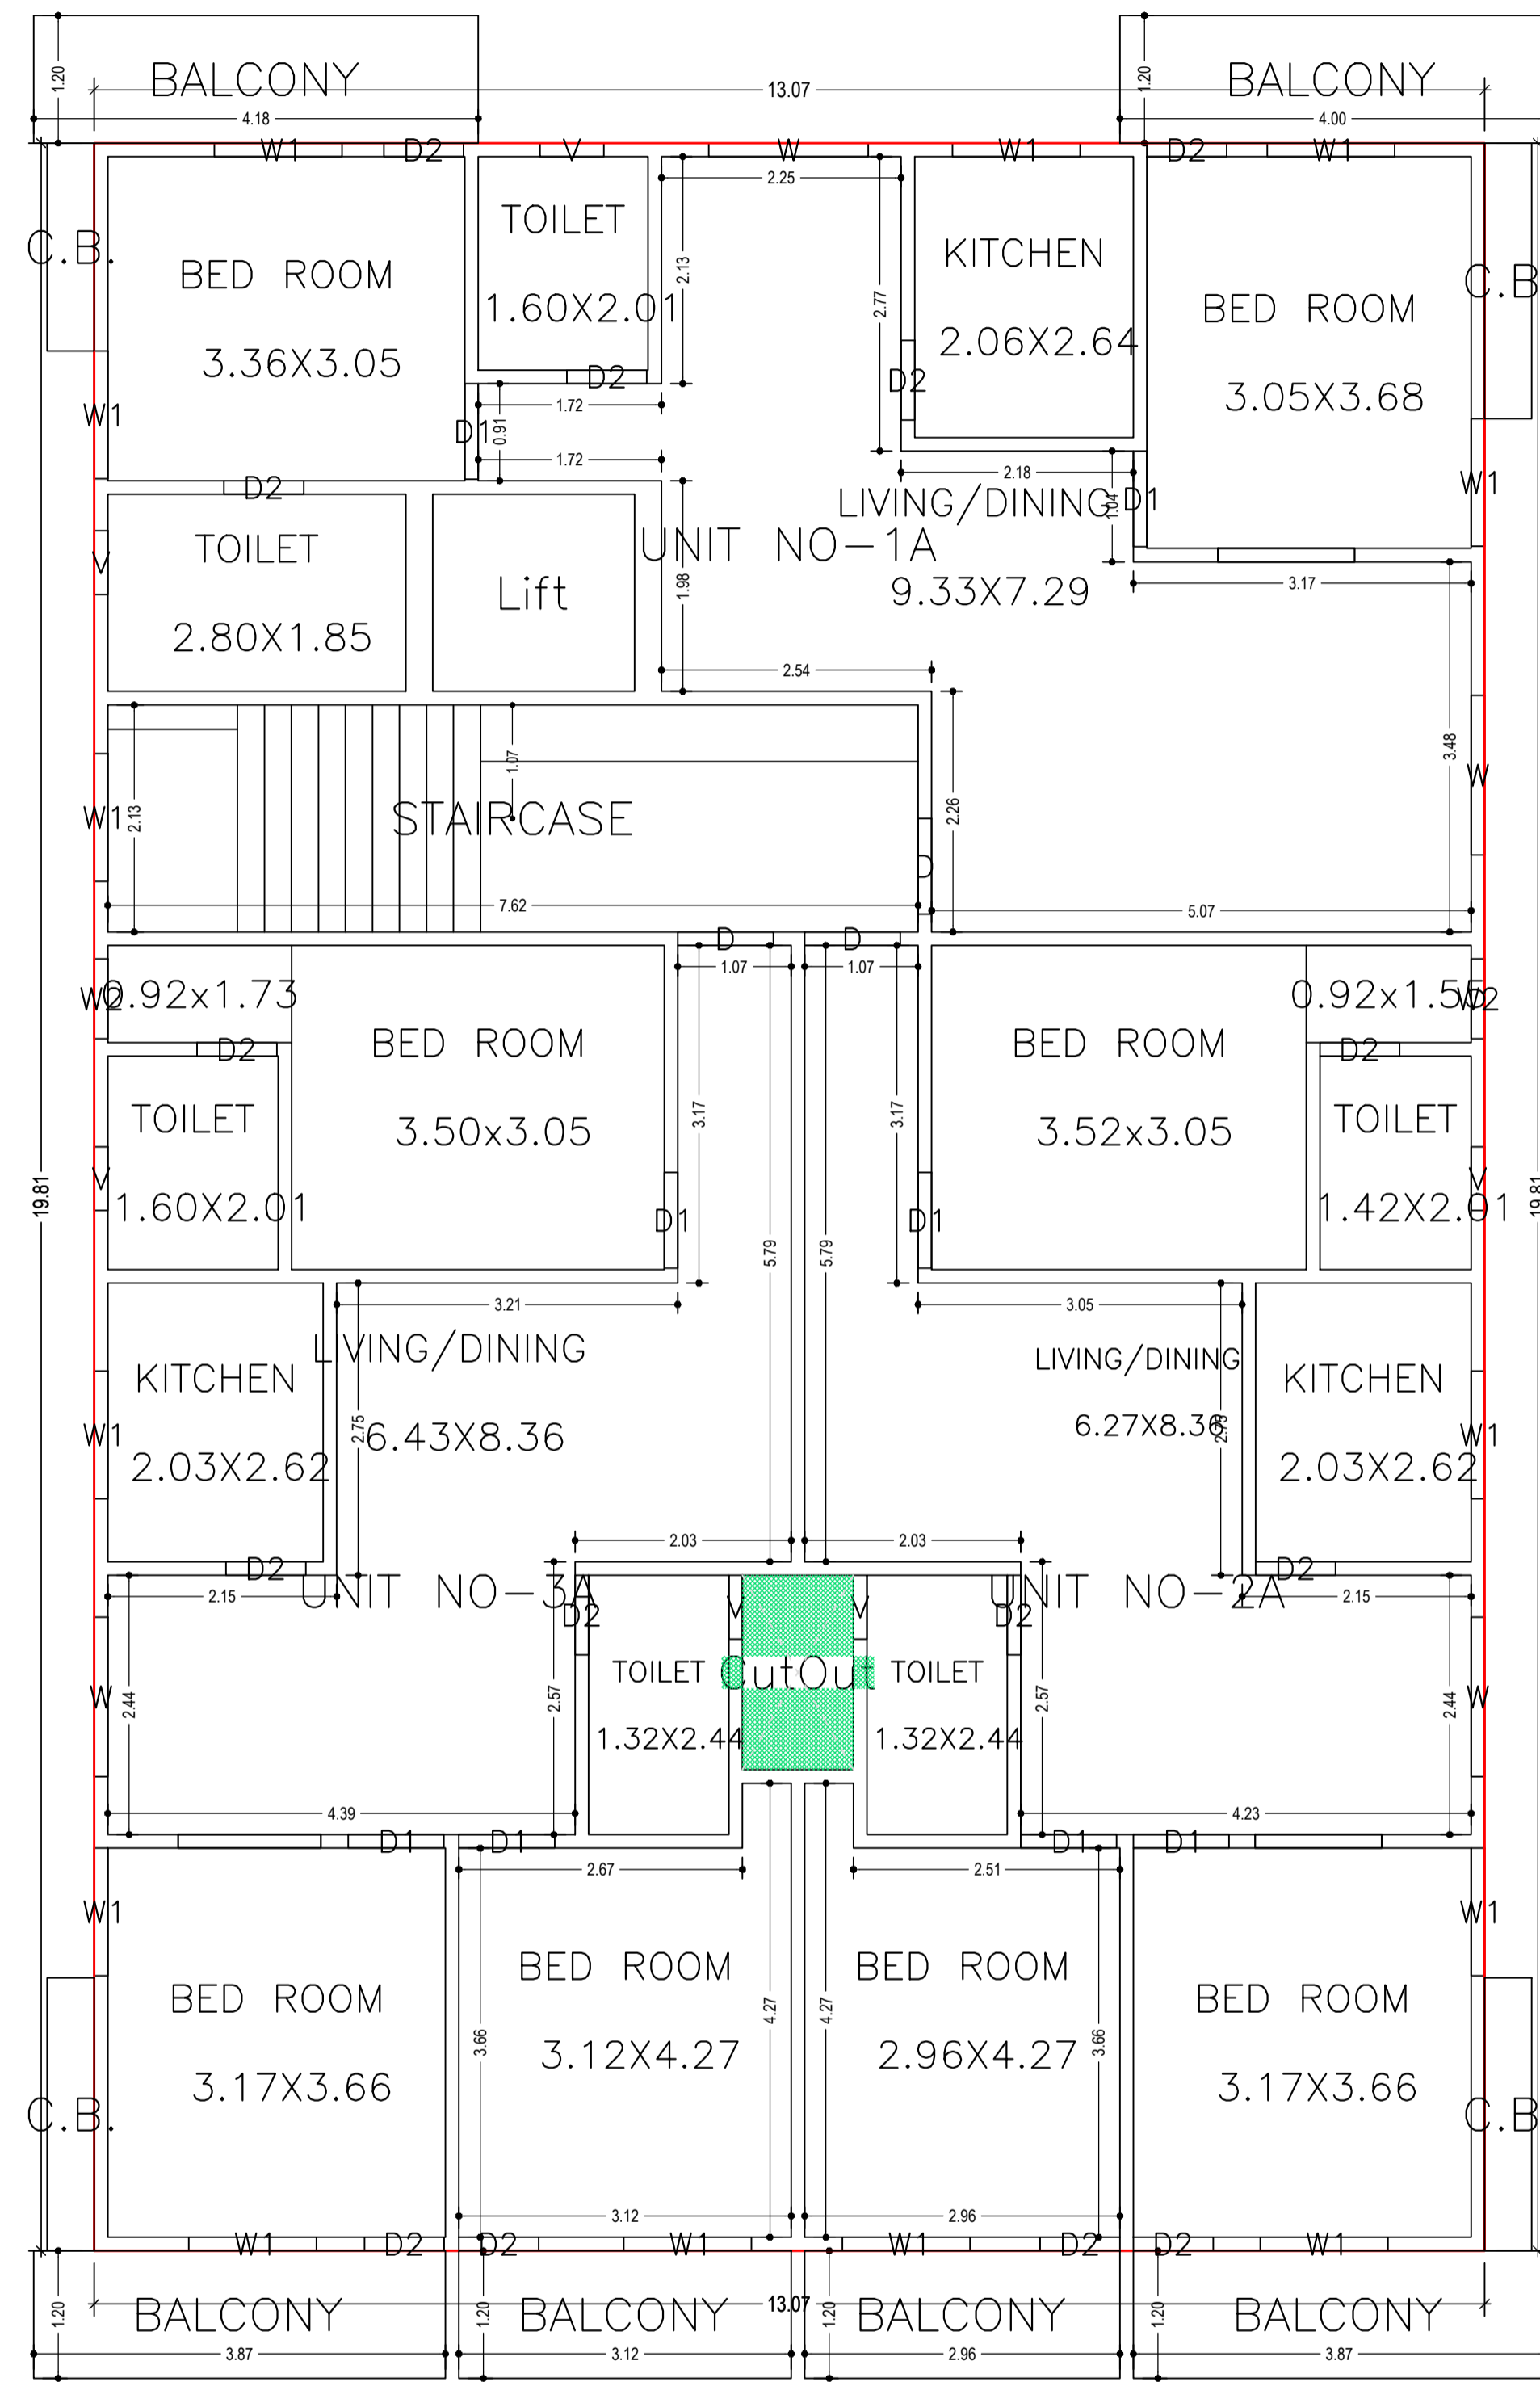 BALCONY
BALCONY
1.20
1.20
13.07
4.18
4.00
W1
D2
V
W
W1
D2
W1
2.25
C.B.
TOILET
1.60X2.01
BED ROOM
3.36X3.05
2.13
2.77
KITCHEN
2.06X2.64
BED ROOM
3.05X3.68
C.B
W1
D2
1.72
D1
0.91
1.72
D2
2.18
D2
LIVING/DINING
1.04
D1
W1
UNIT NO-1A
9.33X7.29
TOILET
2.80X1.85
V
Lift
1.98
3.17
2.54
3.48
W
1.07
2.26
W1
2.13
STAIRCASE
D
7.62
5.07
D
D
1.07
1.07
W2
0.92x1.73
0.92x1.55
W2
D2
D2
BED ROOM
3.50x3.05
BED ROOM
3.52x3.05
TOILET
1.60X2.01
TOILET
1.42X2.01
V
V
3.17
3.17
19.81
19.81
D1
D1
5.79
5.79
3.21
3.05
LIVING/DINING
6.43X8.36
LIVING/DINING
6.27X8.36
KITCHEN
2.03X2.62
KITCHEN
2.03X2.62
W1
W1
2.75
2.75
2.03
2.03
D2
D2
UNIT NO-3A
UNIT NO-2A
2.15
2.15
D2
V
V
D2
TOILET
1.32X2.44
CutOut
TOILET
1.32X2.44
W
W
2.44
2.57
2.57
2.44
4.39
4.23
D1
D1
D1
D1
2.67
2.51
W1
W1
BED ROOM
3.17X3.66
BED ROOM
3.12X4.27
BED ROOM
2.96X4.27
BED ROOM
3.17X3.66
3.66
4.27
4.27
3.66
C.B.
C.B
3.12
2.96
W1
D2
D2
W1
W1
D2
D2
W1
1.20
BALCONY
1.20
BALCONY
13.07
1.20
BALCONY
1.20
BALCONY
3.87
3.12
2.96
3.87